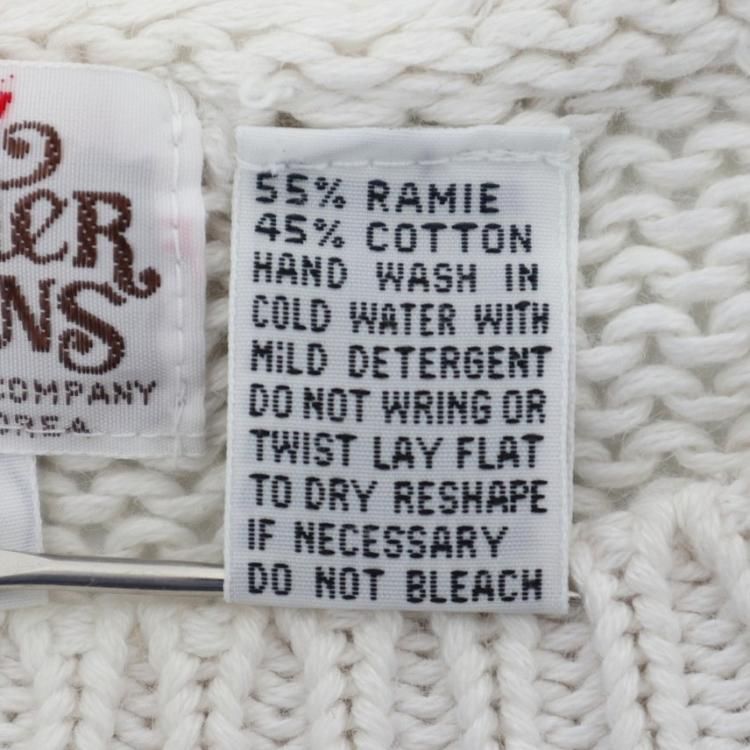 55% RAMIE
45% COTTON
HAND WASH IN
COLD WATER WITH
MILD DETERGENT
DO NOT WRING OR
TWIST LAY FLAT
TO DRY RESHAPE
IF NECESSARY
DO NOT BLEACH
COMPANY